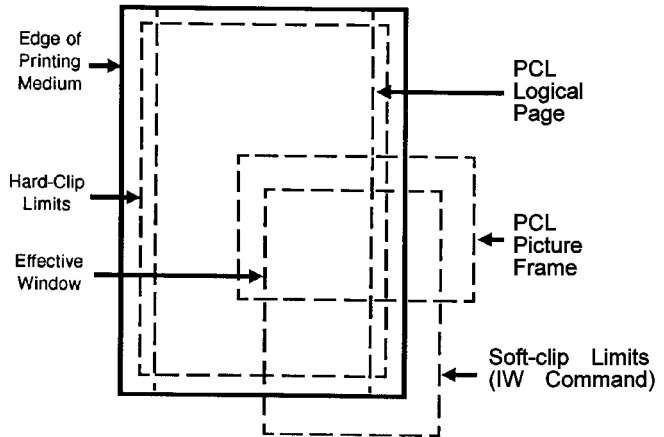 Edge of
Printing
Medium
PCL
Logical
Page
Hard-Clip
Limits
PCL
Picture
Frame
Effective
Window
Soft-clip Limits
(IW Command)